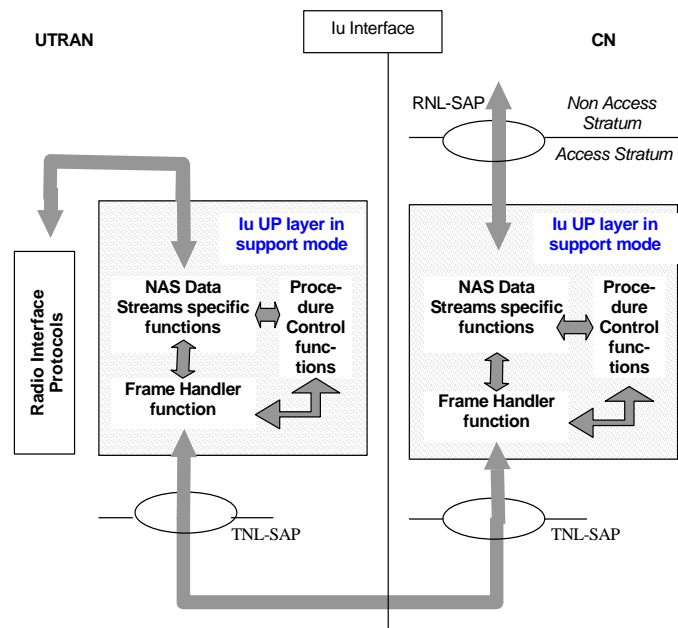 UTRAN
Iu Interface
CN
RNL-SAP
Non Access
Stratum
Access Stratum
Iu UP layer in
support mode
NAS Data
Streams specific
functions
Proce-
dure
Control
func-
tions
Frame Handler
function
Radio Interface
Protocols
TNL-SAP
Iu UP layer in
support mode
NAS Data
Streams specific
functions
Proce-
dure
Control
func-
tions
Frame Handler
function
TNL-SAP